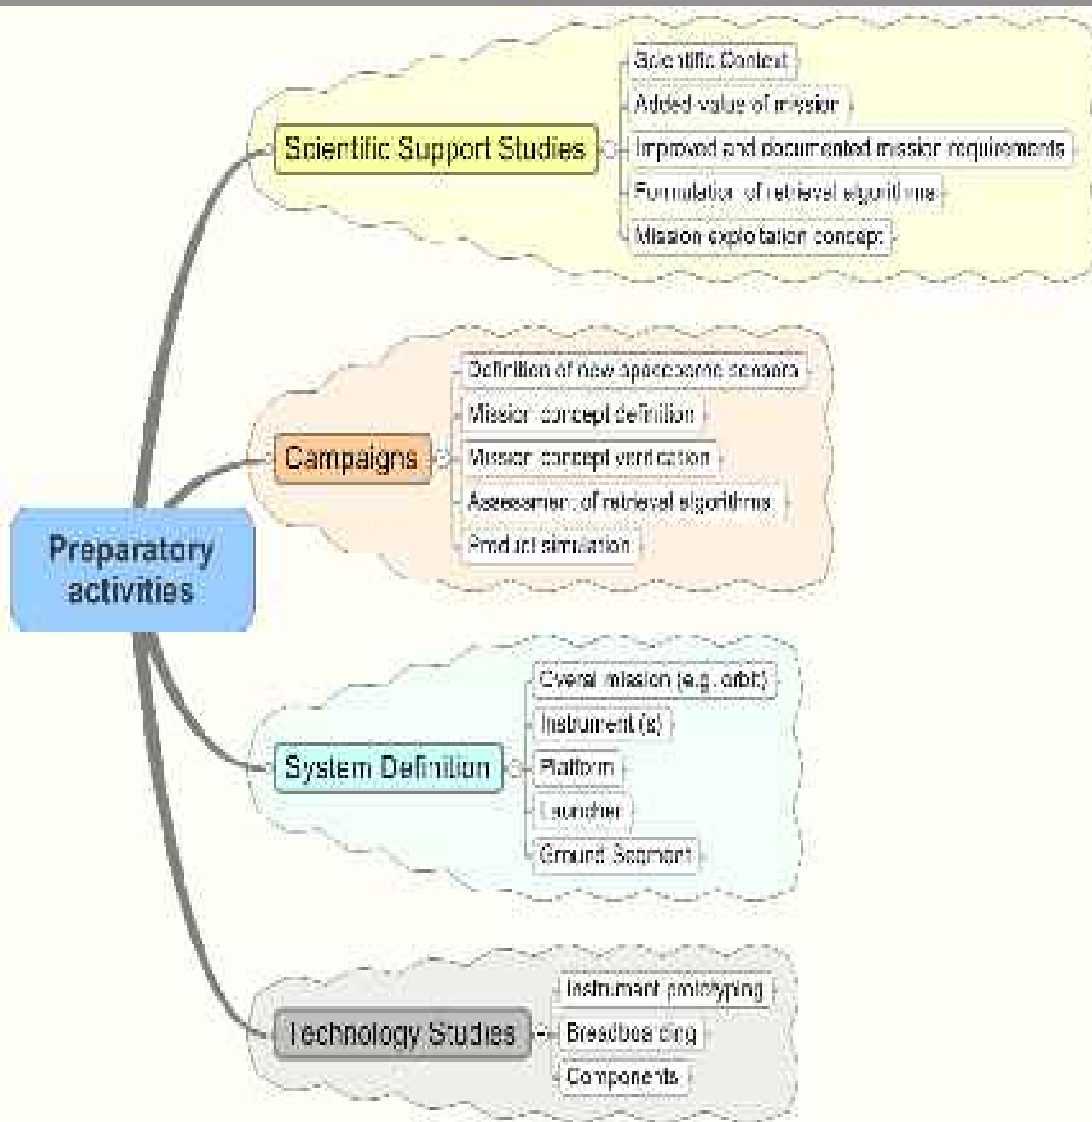 Scientific Context
Added-value of mission
Scientific Support Studies
Improved and documented mission requirements
Formulation of retrieval algorithms
Mission exploitation concept
Definition of new spaceborne sensors
Mission concept definition
Campaigns
Mission concept verification
Assessment of retrieval algorithms
Product simulation
Preparatory
activities
Overal mission (e.g. orbit)
Instrument (s)
System Definition
Platform
Launcher
Ground Segment
Instrument prototyping
Technology Studies
Breadboarding
Components